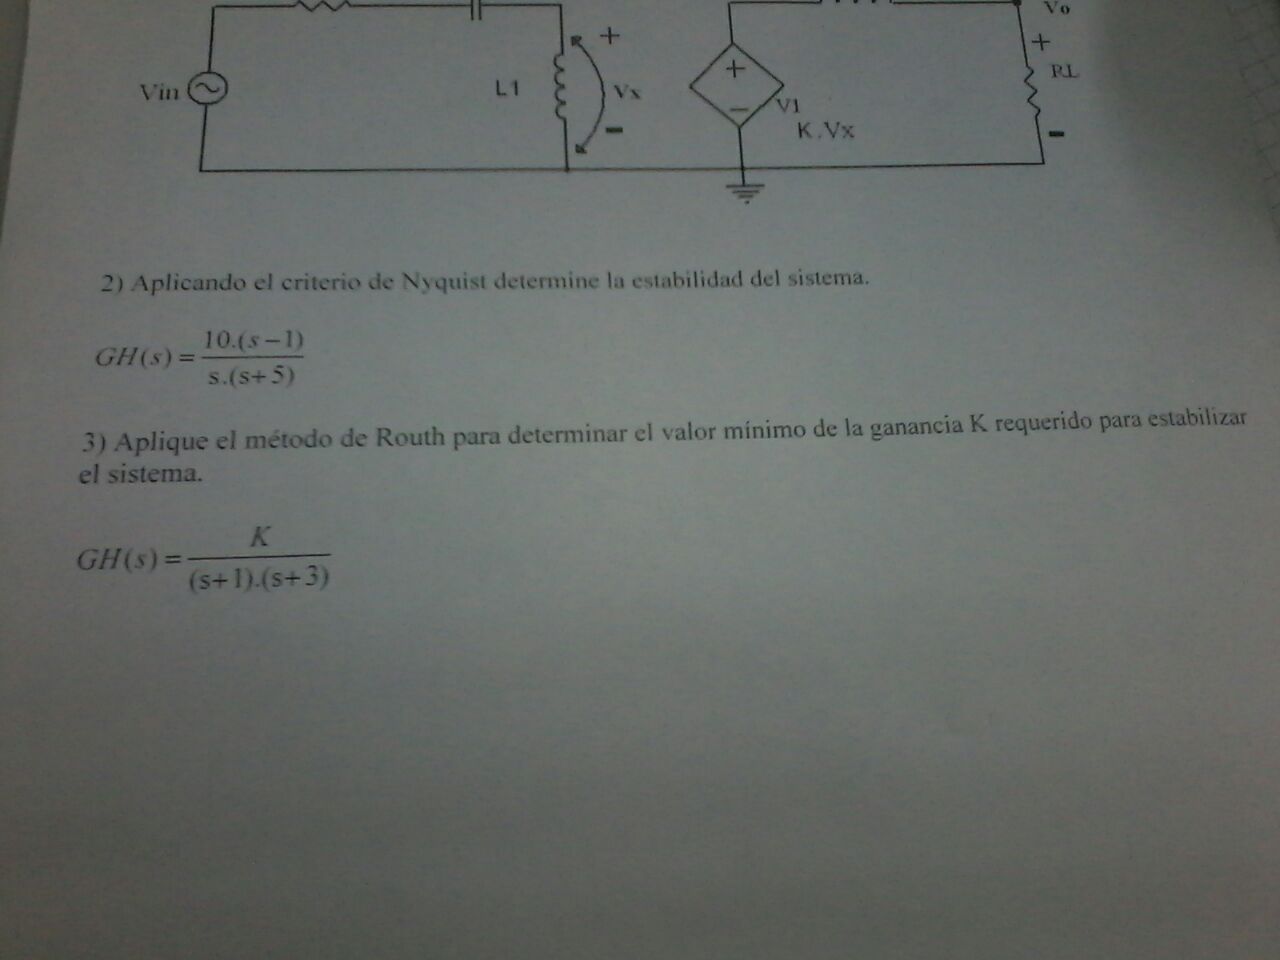 Vo
+
+
+
RL
Vin
L1
Vx
V1
K.Vx
2) Aplicando el criterio de Nyquist determine la estabilidad del sistema.
GH(s) = 10.(s-1)
s.(s+5)
3) Aplique el método de Routh para determinar el valor mínimo de la ganancia K requerido para estabilizar
el sistema.
GH(s) = K
(s+1).(s+3)